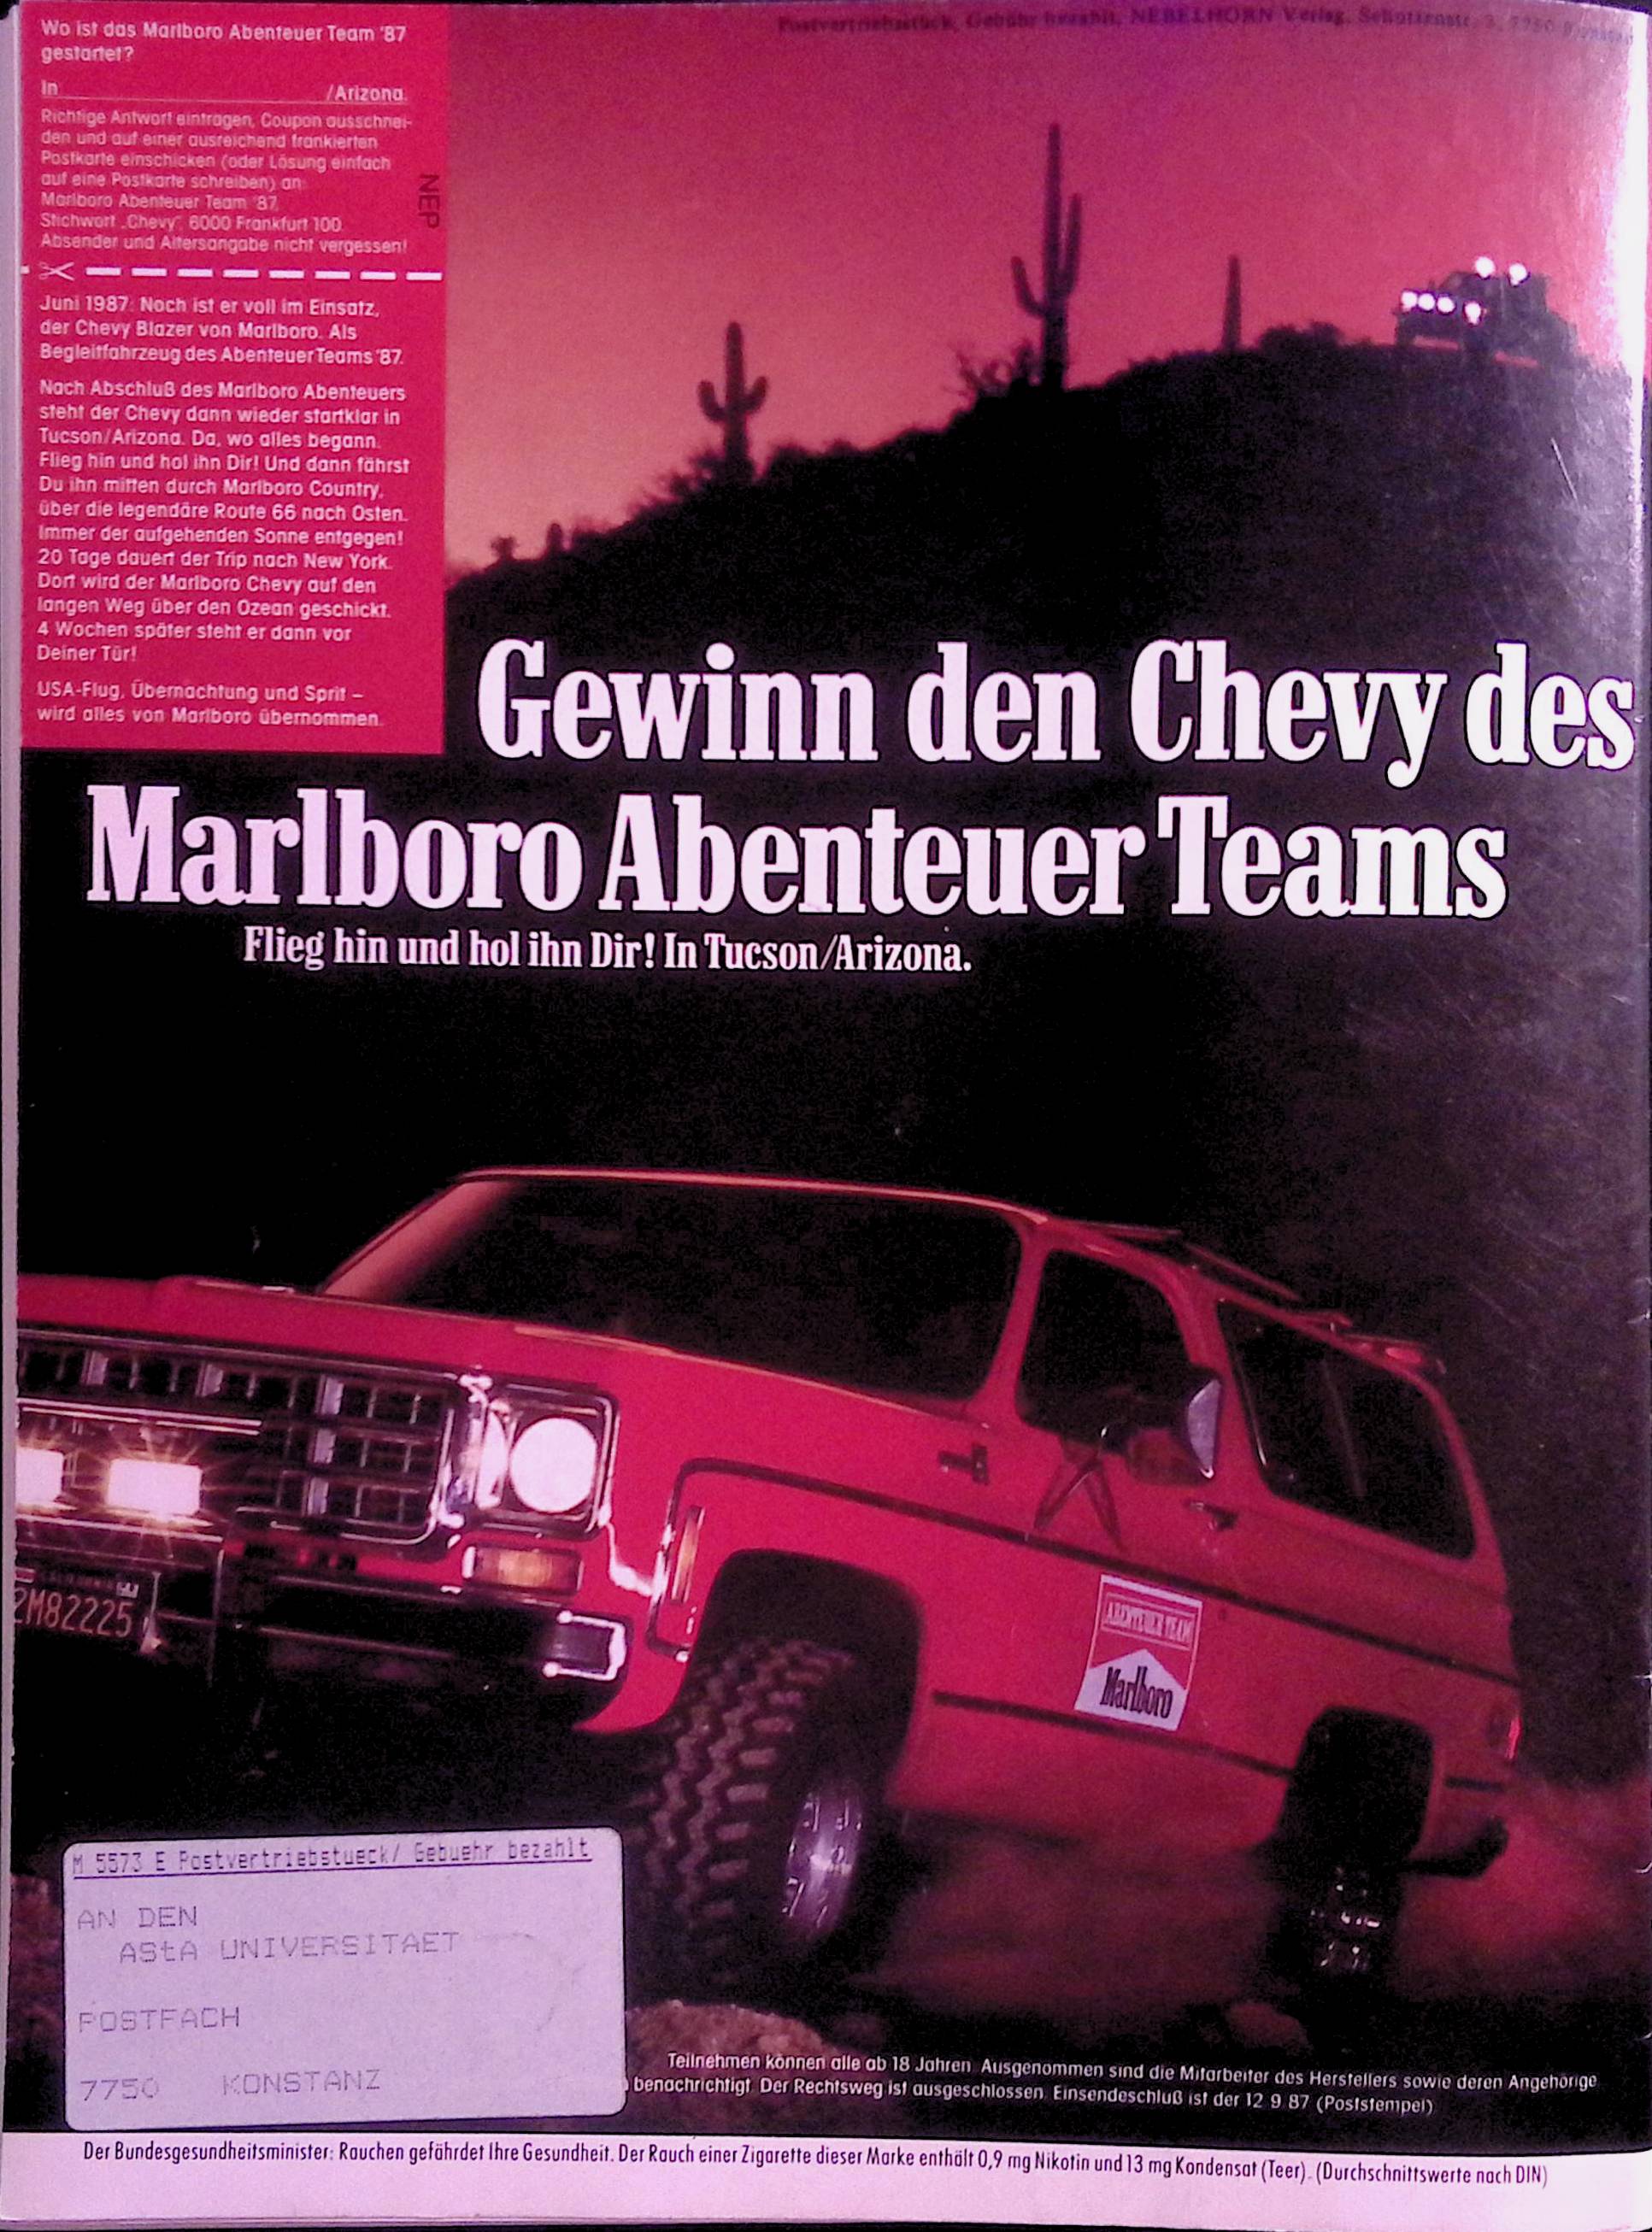 Postvertriebsstück, Gebühr bezahlt, NEBELHORN Verlag, Schützenstr. 3, 7750
Wo ist das Marlboro Abenteuer Team '87
gestartet?
In /Arizona.
Richtige Antwort eintragen, Coupon ausschnei-
den und auf einer ausreichend frankierten
Postkarte einschicken (oder Lösung einfach
auf eine Postkarte schreiben) an:
Marlboro Abenteuer Team '87,
Stichwort „Chevy“, 6000 Frankfurt 100.
Absender und Altersangabe nicht vergessen!
NEP
Juni 1987: Noch ist er voll im Einsatz,
der Chevy Blazer von Marlboro. Als
Begleitfahrzeug des Abenteuer Teams '87.
Nach Abschluß des Marlboro Abenteuers
steht der Chevy dann wieder startklar in
Tucson/Arizona. Da, wo alles begann.
Flieg hin und hol ihn Dir! Und dann fährst
Du ihn mitten durch Marlboro Country,
über die legendäre Route 66 nach Osten.
Immer der aufgehenden Sonne entgegen!
20 Tage dauert der Trip nach New York.
Dort wird der Marlboro Chevy auf den
langen Weg über den Ozean geschickt.
4 Wochen später steht er dann vor
Deiner Tür!
USA-Flug, Übernachtung und Sprit –
wird alles von Marlboro übernommen.
Gewinn den Chevy des
Marlboro Abenteuer Teams
Flieg hin und hol ihn Dir! In Tucson/Arizona.
2M82225
ABENTEUER TEAM
Marlboro
M 5573 E Postvertriebstueck/ Gebuehr bezahlt
AN DEN
AStA UNIVERSITAET
POSTFACH
7750 KONSTANZ
Teilnehmen können alle ab 18 Jahren. Ausgenommen sind die Mitarbeiter des Herstellers sowie deren Angehörige
benachrichtigt. Der Rechtsweg ist ausgeschlossen. Einsendeschluß ist der 12.9.87 (Poststempel)
Der Bundesgesundheitsminister: Rauchen gefährdet Ihre Gesundheit. Der Rauch einer Zigarette dieser Marke enthält 0,9 mg Nikotin und 13 mg Kondensat (Teer). (Durchschnittswerte nach DIN)